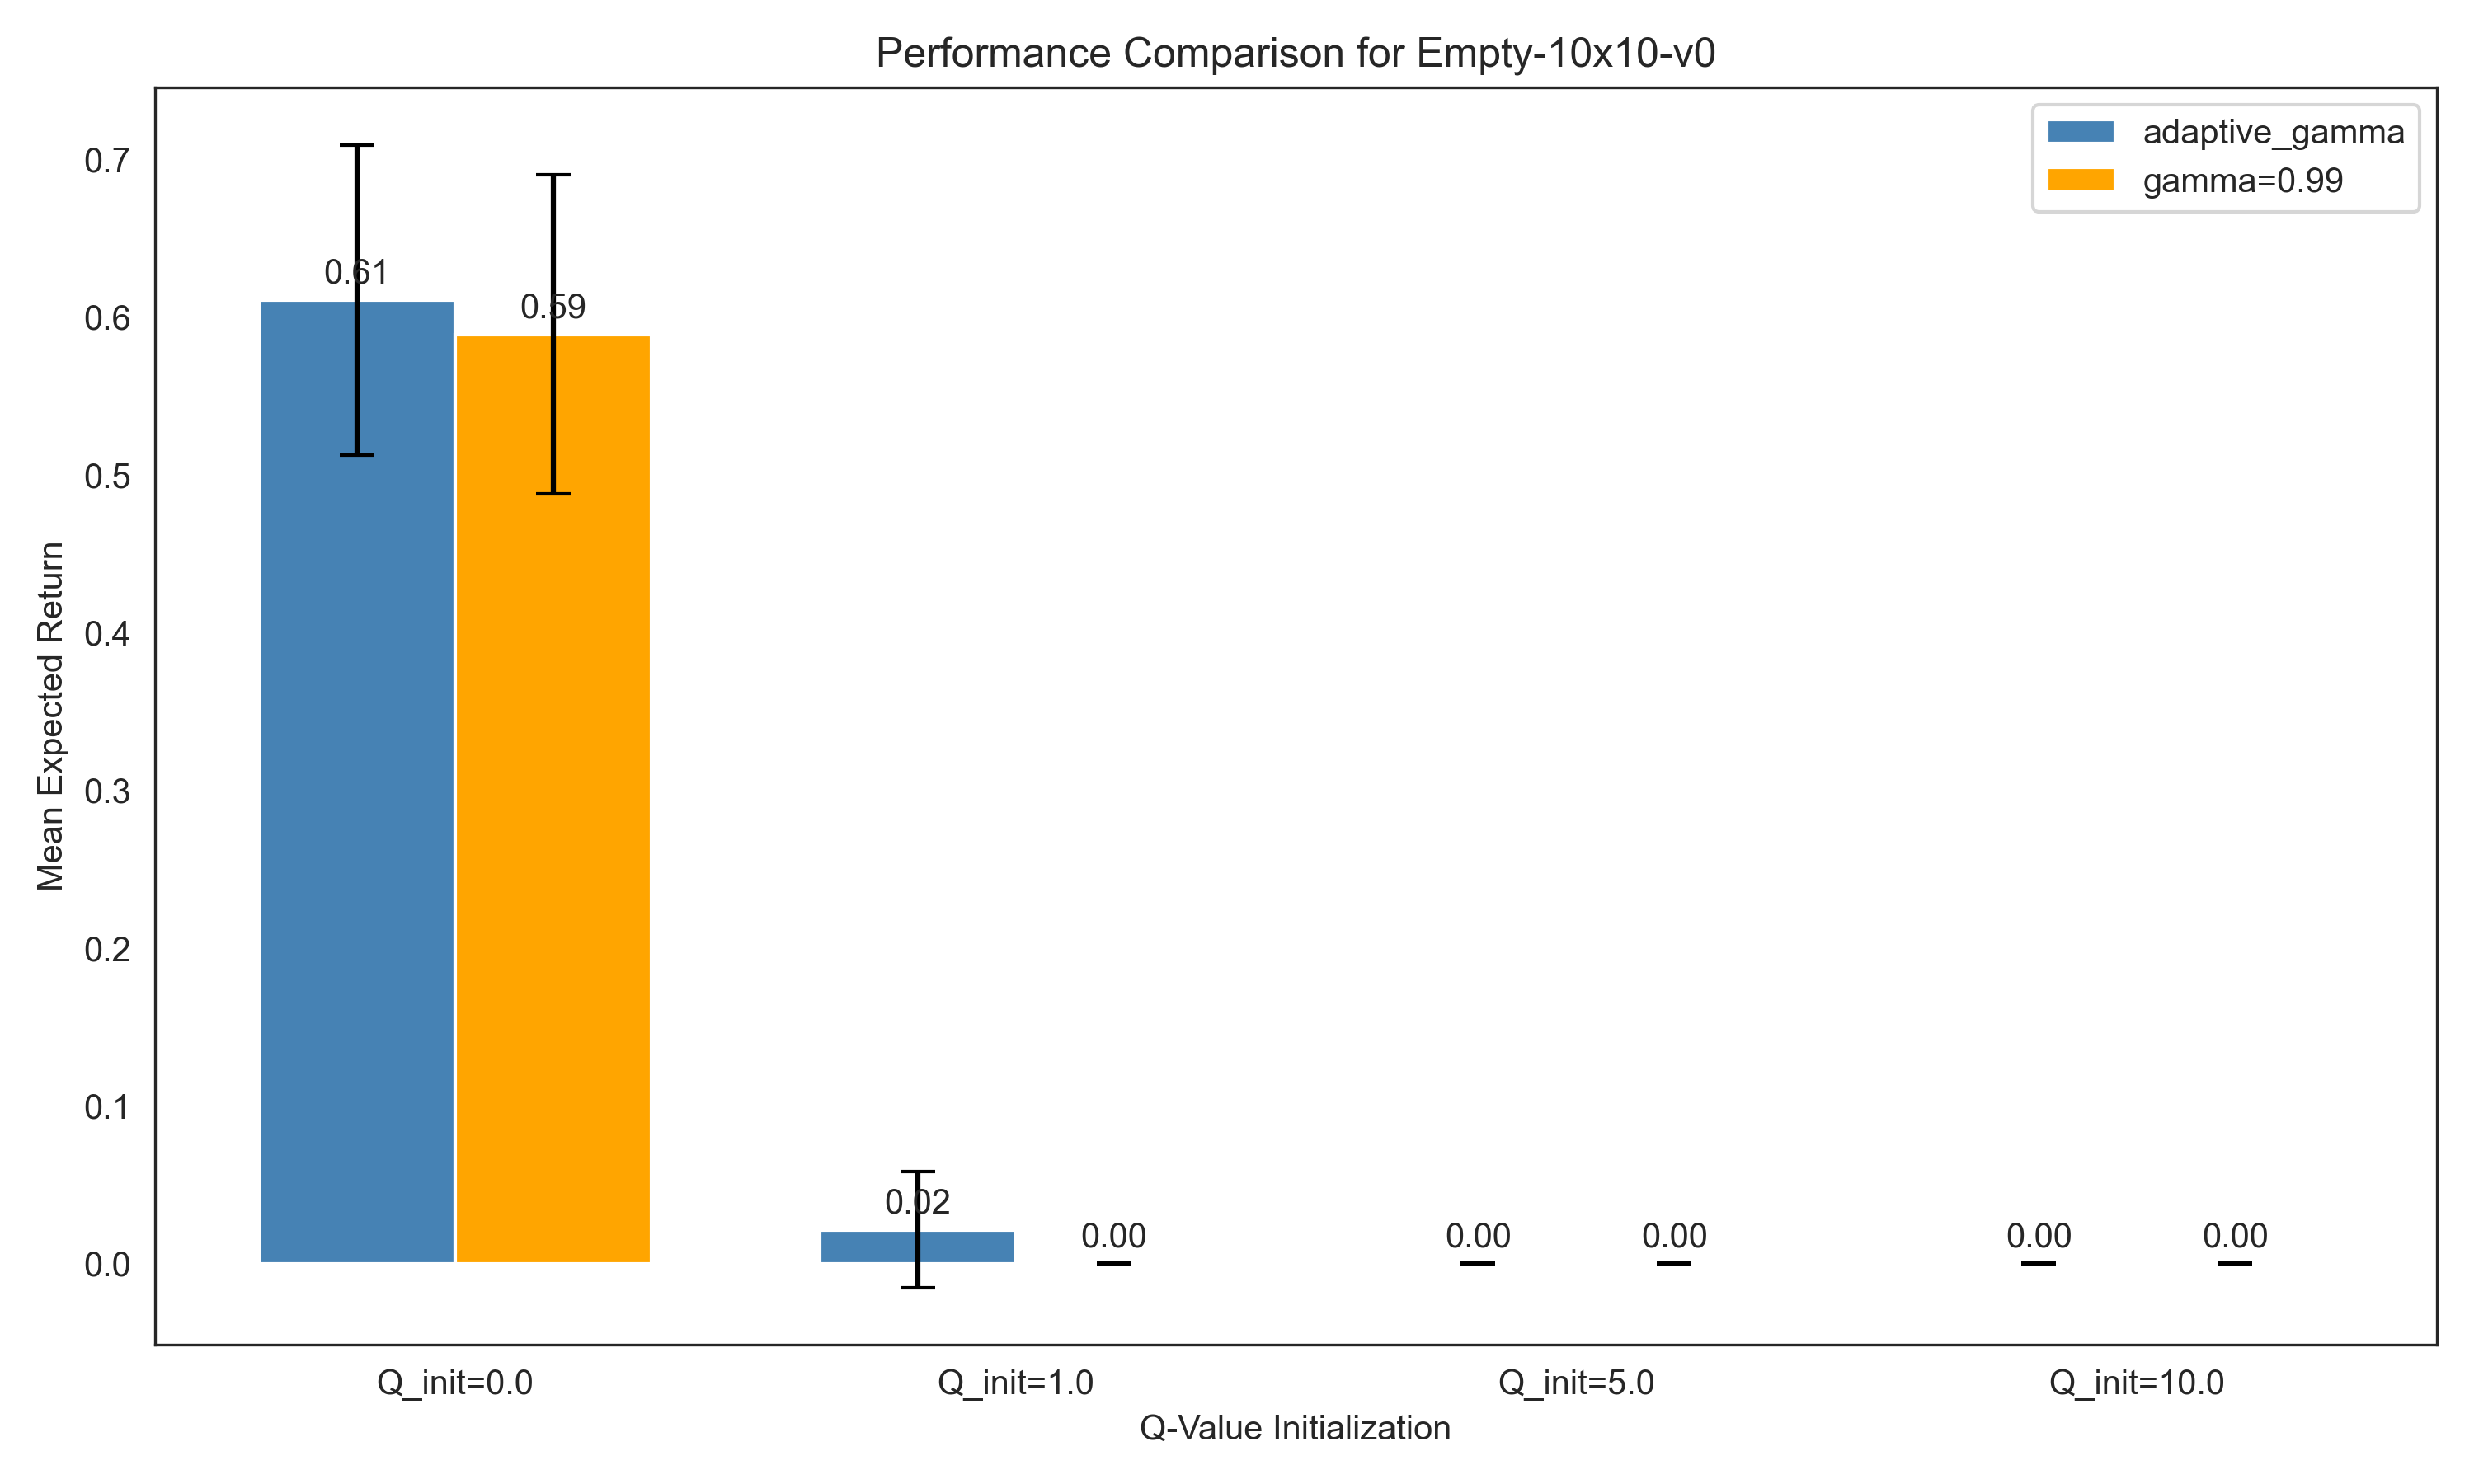 Performance Comparison for Empty-10x10-v0
adaptive_gamma
gamma=0.99
Mean Expected Return
0.7
0.6
0.5
0.4
0.3
0.2
0.1
0.0
0.61
0.59
0.02
0.00
0.00
0.00
0.00
0.00
Q_init=0.0
Q_init=1.0
Q_init=5.0
Q_init=10.0
Q-Value Initialization